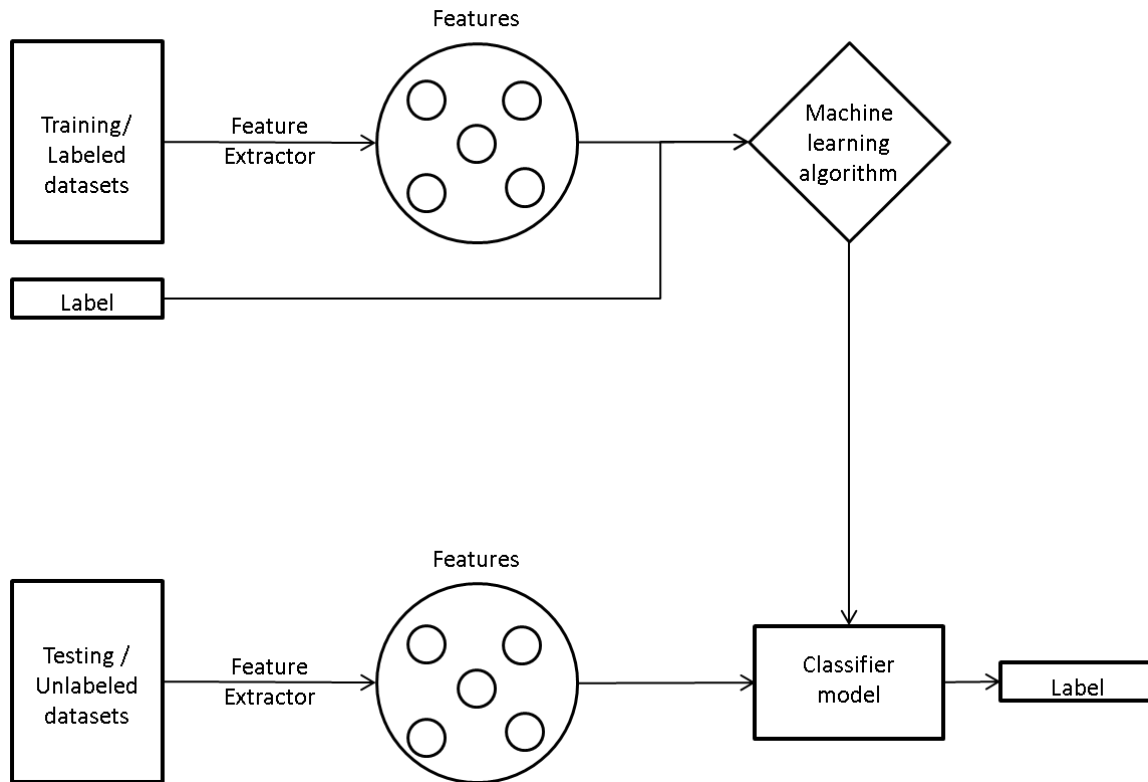 Features
Training/
Labeled
datasets
Feature
Extractor
Machine
learning
algorithm
Label
Features
Testing /
Unlabeled
datasets
Feature
Extractor
Classifier
model
Label